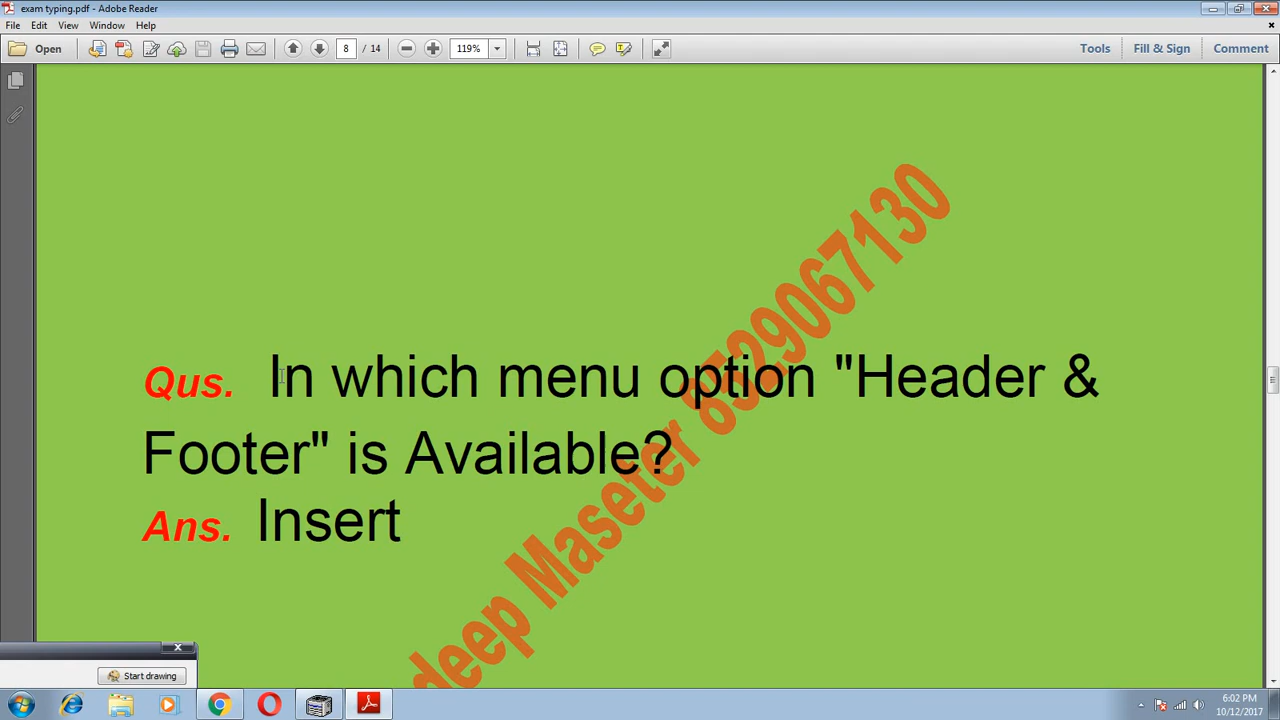 exam typing.pdf - Adobe Reader
File Edit View Window Help
Open 8 / 14 119% Tools Fill & Sign Comment
Qus. In which menu option "Header &
Footer" is Available?
Ans. Insert
deep Maseter 6529067130
Start drawing
6:02 PM
10/12/2017